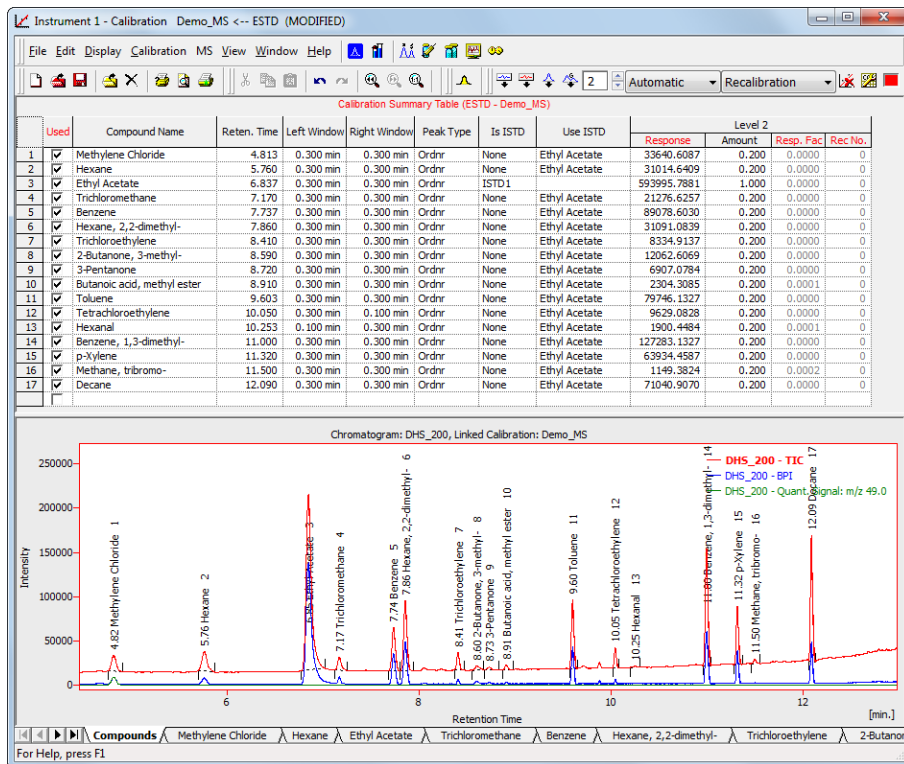 Instrument 1 - Calibration Demo_MS <-- ESTD (MODIFIED)
File Edit Display Calibration MS View Window Help
2 Automatic Recalibration
Calibration Summary Table (ESTD - Demo_MS)
Used Compound Name Reten. Time Left Window Right Window Peak Type Is ISTD Use ISTD Level 2
Response Amount Resp. Fac Rec No.
1 Methylene Chloride 4.813 0.300 min 0.300 min Ordnr None Ethyl Acetate 33640.6087 0.200 0.0000 0
2 Hexane 5.760 0.300 min 0.300 min Ordnr None Ethyl Acetate 31014.6409 0.200 0.0000 0
3 Ethyl Acetate 6.837 0.300 min 0.300 min Ordnr ISTD1 593995.7881 1.000 0.0000 0
4 Trichloromethane 7.170 0.300 min 0.300 min Ordnr None Ethyl Acetate 21276.6257 0.200 0.0000 0
5 Benzene 7.737 0.300 min 0.300 min Ordnr None Ethyl Acetate 89078.6030 0.200 0.0000 0
6 Hexane, 2,2-dimethyl- 7.860 0.300 min 0.300 min Ordnr None Ethyl Acetate 31091.0839 0.200 0.0000 0
7 Trichloroethylene 8.410 0.300 min 0.300 min Ordnr None Ethyl Acetate 8334.9137 0.200 0.0000 0
8 2-Butanone, 3-methyl- 8.590 0.300 min 0.300 min Ordnr None Ethyl Acetate 12062.6069 0.200 0.0000 0
9 3-Pentanone 8.720 0.300 min 0.300 min Ordnr None Ethyl Acetate 6907.0784 0.200 0.0000 0
10 Butanoic acid, methyl ester 8.910 0.300 min 0.300 min Ordnr None Ethyl Acetate 2304.3085 0.200 0.0001 0
11 Toluene 9.603 0.300 min 0.300 min Ordnr None Ethyl Acetate 79746.1327 0.200 0.0000 0
12 Tetrachloroethylene 10.050 0.300 min 0.100 min Ordnr None Ethyl Acetate 9629.0828 0.200 0.0000 0
13 Hexanal 10.253 0.100 min 0.300 min Ordnr None Ethyl Acetate 1900.4484 0.200 0.0001 0
14 Benzene, 1,3-dimethyl- 11.000 0.300 min 0.300 min Ordnr None Ethyl Acetate 127283.1327 0.200 0.0000 0
15 p-Xylene 11.320 0.300 min 0.300 min Ordnr None Ethyl Acetate 63934.4587 0.200 0.0000 0
16 Methane, tribromo- 11.500 0.300 min 0.300 min Ordnr None Ethyl Acetate 1149.3824 0.200 0.0002 0
17 Decane 12.090 0.300 min 0.300 min Ordnr None Ethyl Acetate 71040.9070 0.200 0.0000 0
Chromatogram: DHS_200, Linked Calibration: Demo_MS
DHS_200 - TIC
DHS_200 - BPI
DHS_200 - Quant. Signal: m/z 49.0
Intensity
250000
200000
150000
100000
50000
0
4.82 Methylene Chloride 1
5.76 Hexane 2
Ethyl Acetate 3
7.17 Trichloromethane 4
7.74 Benzene 5
7.86 Hexane, 2,2-dimethyl- 6
8.41 Trichloroethylene 7
8.60 2-Butanone, 3-methyl- 8
8.73 3-Pentanone 9
8.91 Butanoic acid, methyl ester 10
9.60 Toluene 11
10.05 Tetrachloroethylene 12
10.25 Hexanal 13
11.00 Benzene, 1,3-dimethyl- 14
11.32 p-Xylene 15
11.50 Methane, tribromo- 16
12.09 Decane 17
6 8 10 12
Retention Time
[min.]
Compounds Methylene Chloride Hexane Ethyl Acetate Trichloromethane Benzene Hexane, 2,2-dimethyl- Trichloroethylene 2-Butanor
For Help, press F1